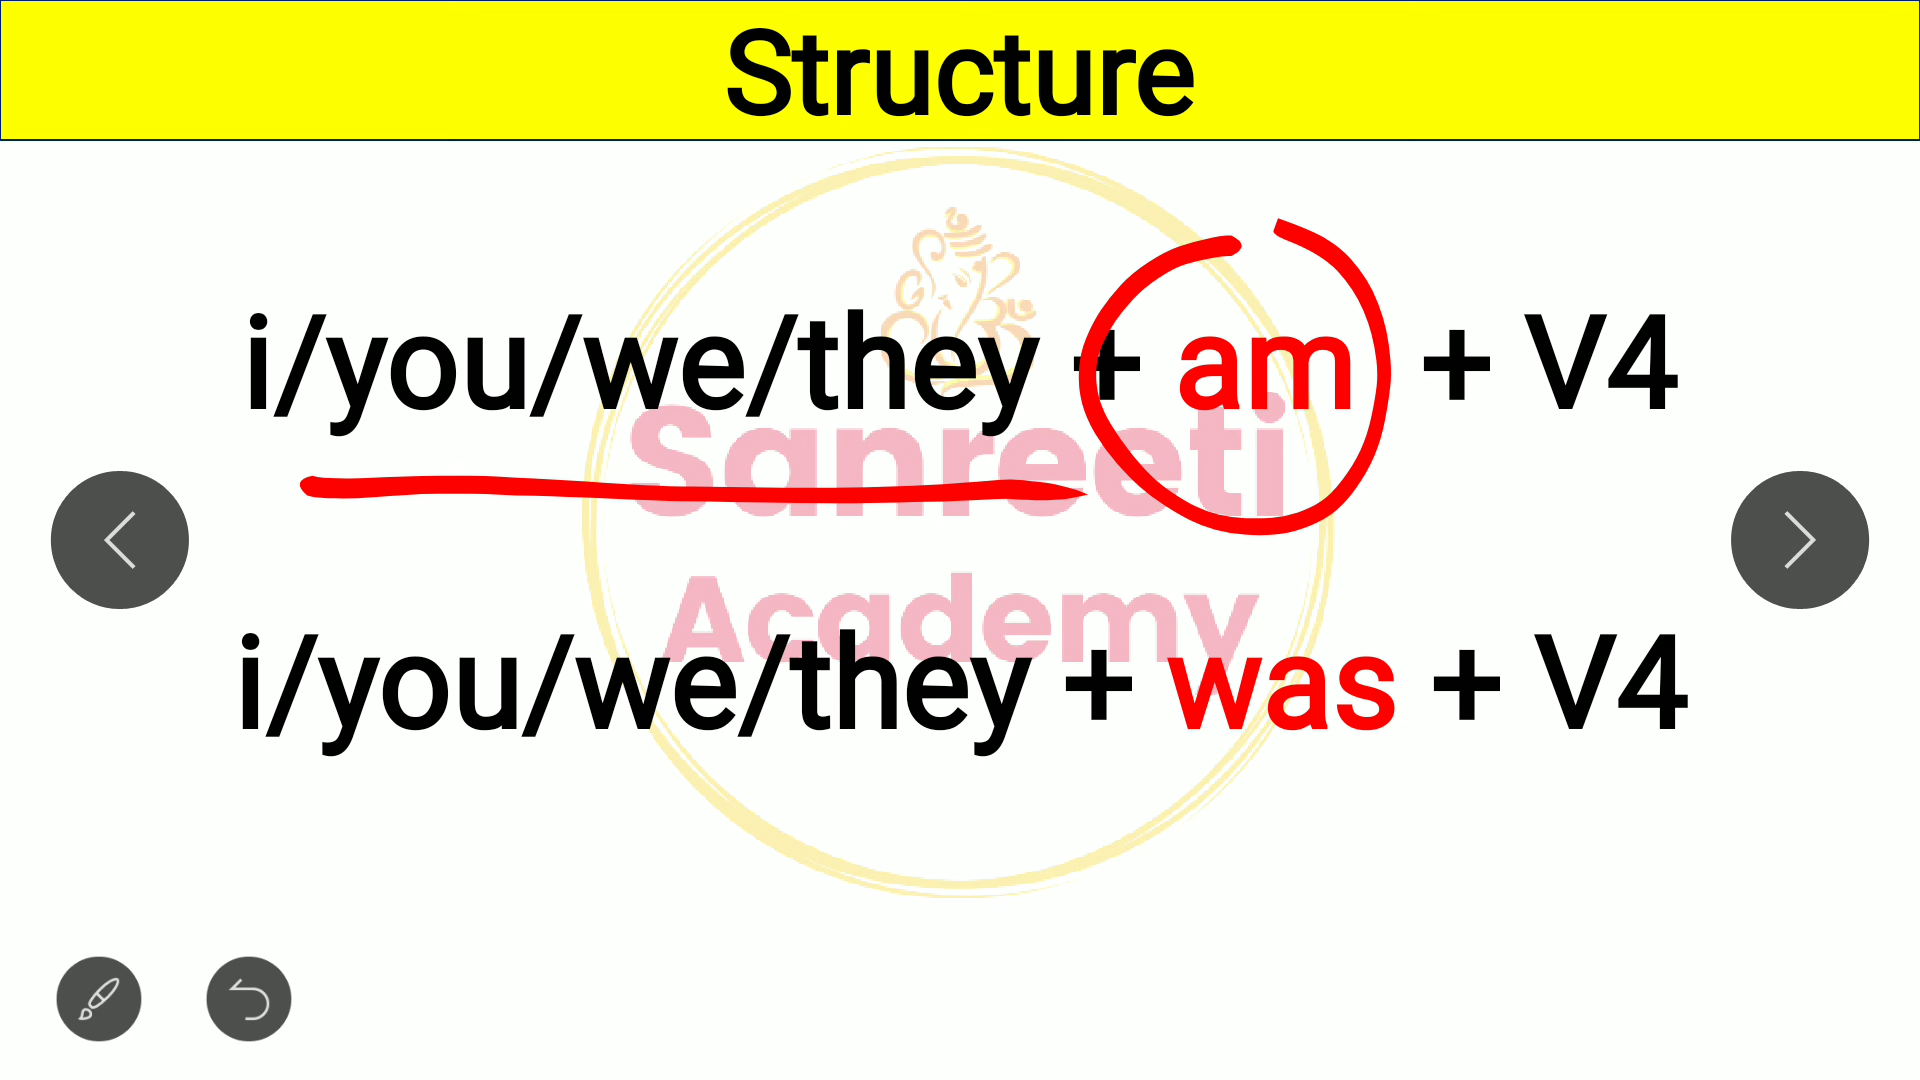 Structure
i/you/we/they + am + V4
Sanreeti
Academy
i/you/we/they + was + V4